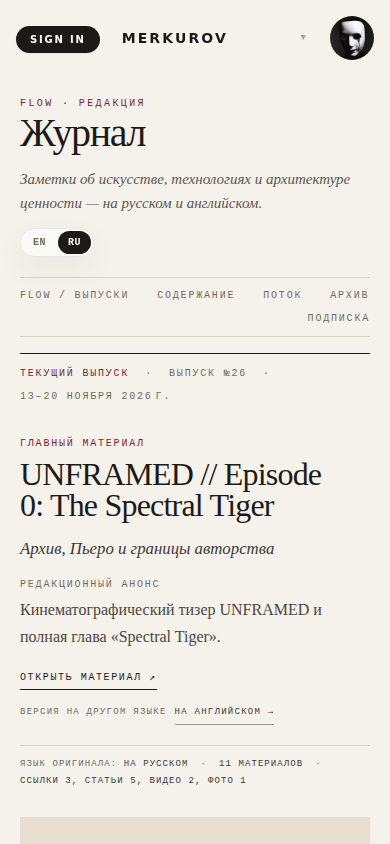 SIGN IN
MERKUROV
▼
FLOW · РЕДАКЦИЯ
Журнал
Заметки об искусстве, технологиях и архитектуре
ценности — на русском и английском.
EN RU
FLOW / ВЫПУСКИ СОДЕРЖАНИЕ ПОТОК АРХИВ
ПОДПИСКА
ТЕКУЩИЙ ВЫПУСК · ВЫПУСК №26 ·
13–20 НОЯБРЯ 2026 Г.
ГЛАВНЫЙ МАТЕРИАЛ
UNFRAMED // Episode
0: The Spectral Tiger
Архив, Пьеро и границы авторства
РЕДАКЦИОННЫЙ АНОНС
Кинематографический тизер UNFRAMED и
полная глава «Spectral Tiger».
ОТКРЫТЬ МАТЕРИАЛ ↗
ВЕРСИЯ НА ДРУГОМ ЯЗЫКЕ НА АНГЛИЙСКОМ →
ЯЗЫК ОРИГИНАЛА: НА РУССКОМ · 11 МАТЕРИАЛОВ ·
ССЫЛКИ 3, СТАТЬИ 5, ВИДЕО 2, ФОТО 1